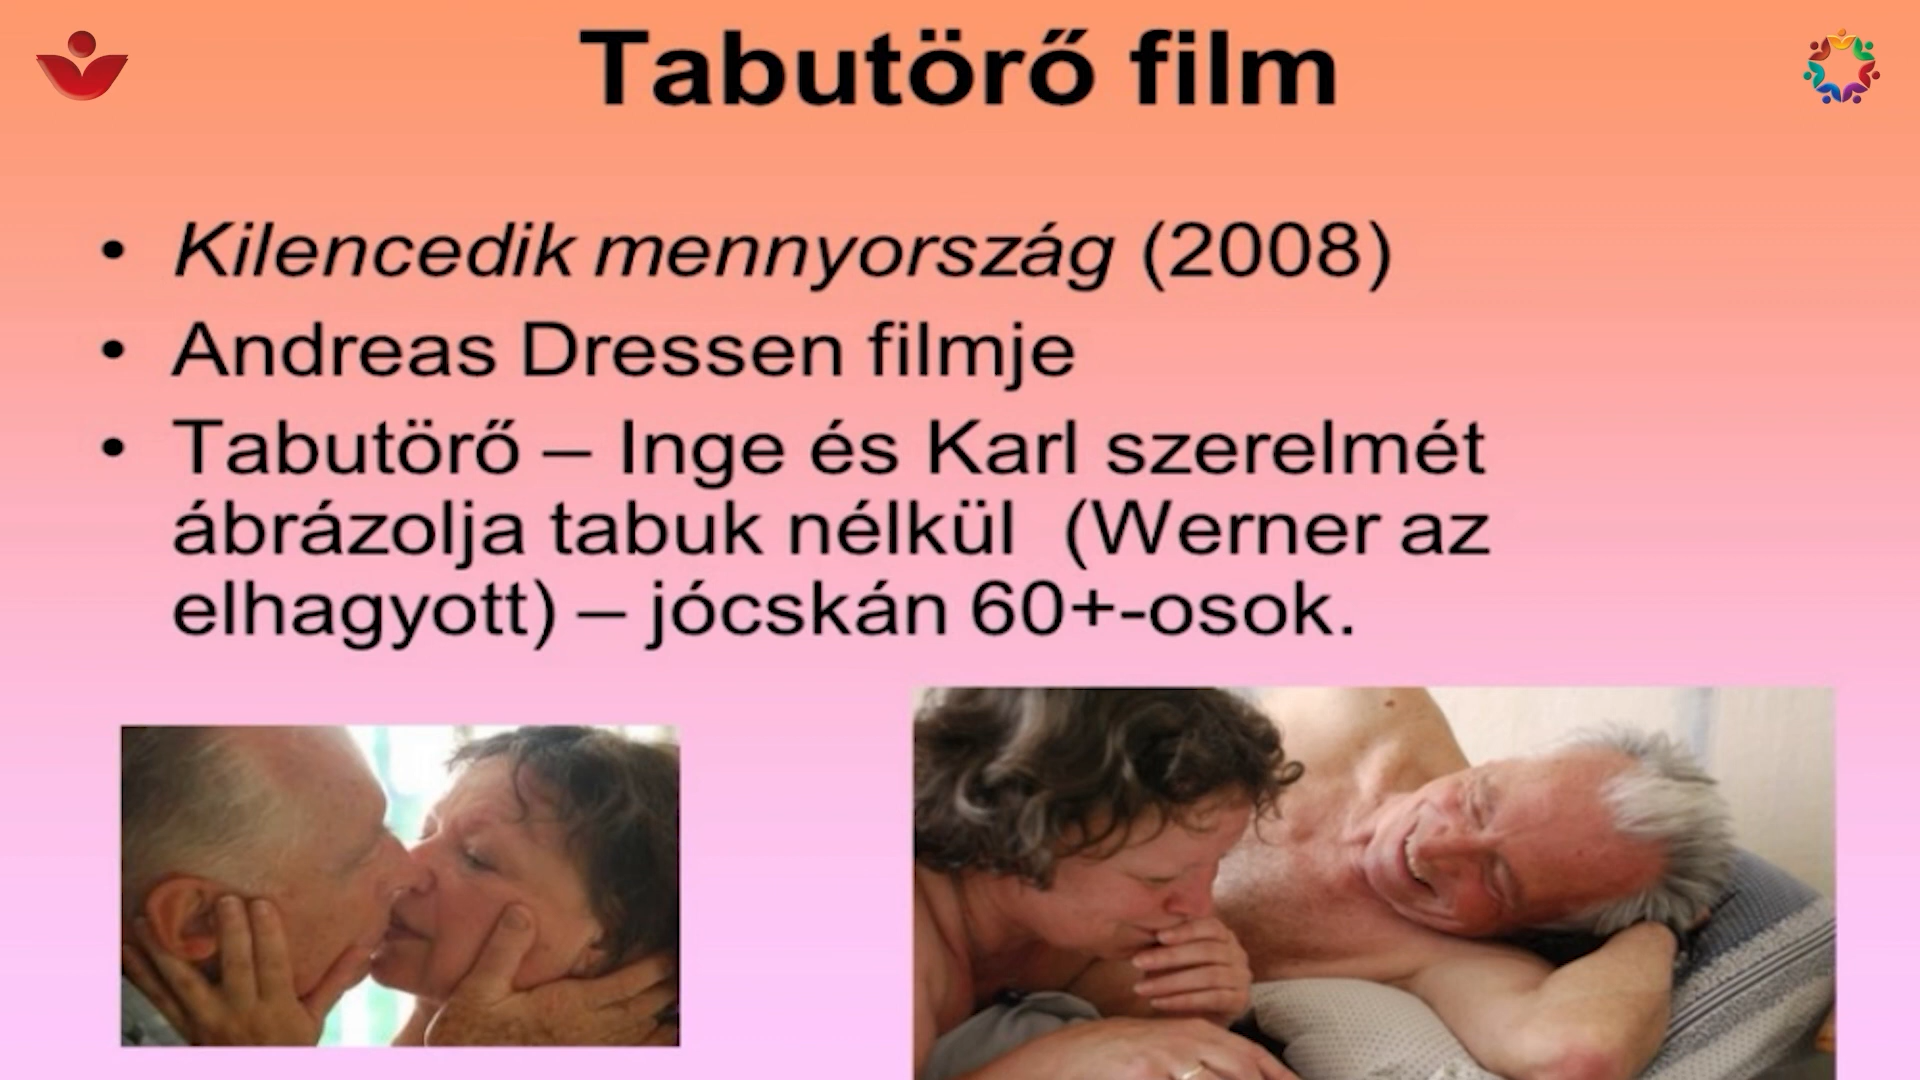 Tabutörő film
• Kilencedik mennyország (2008)
• Andreas Dressen filmje
• Tabutörő – Inge és Karl szerelmét
ábrázolja tabuk nélkül (Werner az
elhagyott) – jócskán 60+-osok.